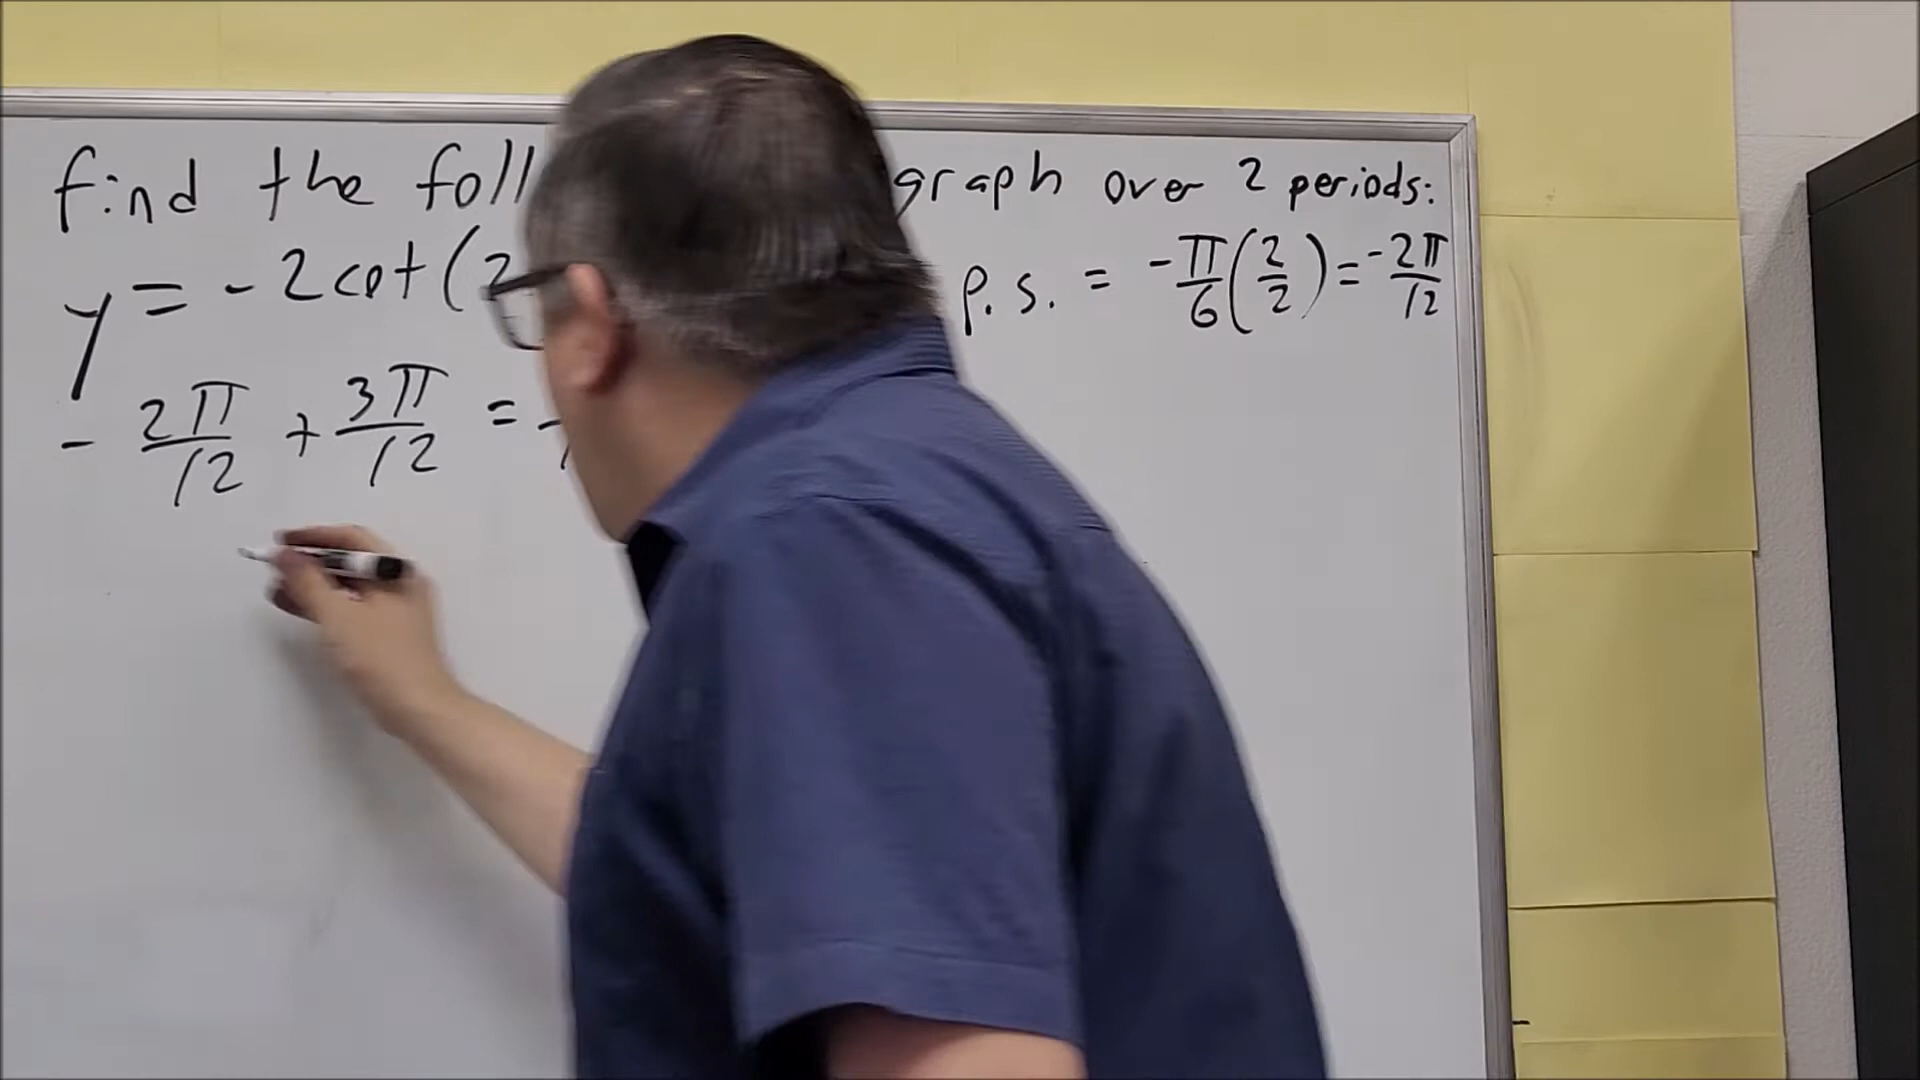 find the foll graph over 2 periods:
y = -2cot(2 p.s. = -π/6(2/2) = -2π/12
- 2π/12 + 3π/12 =